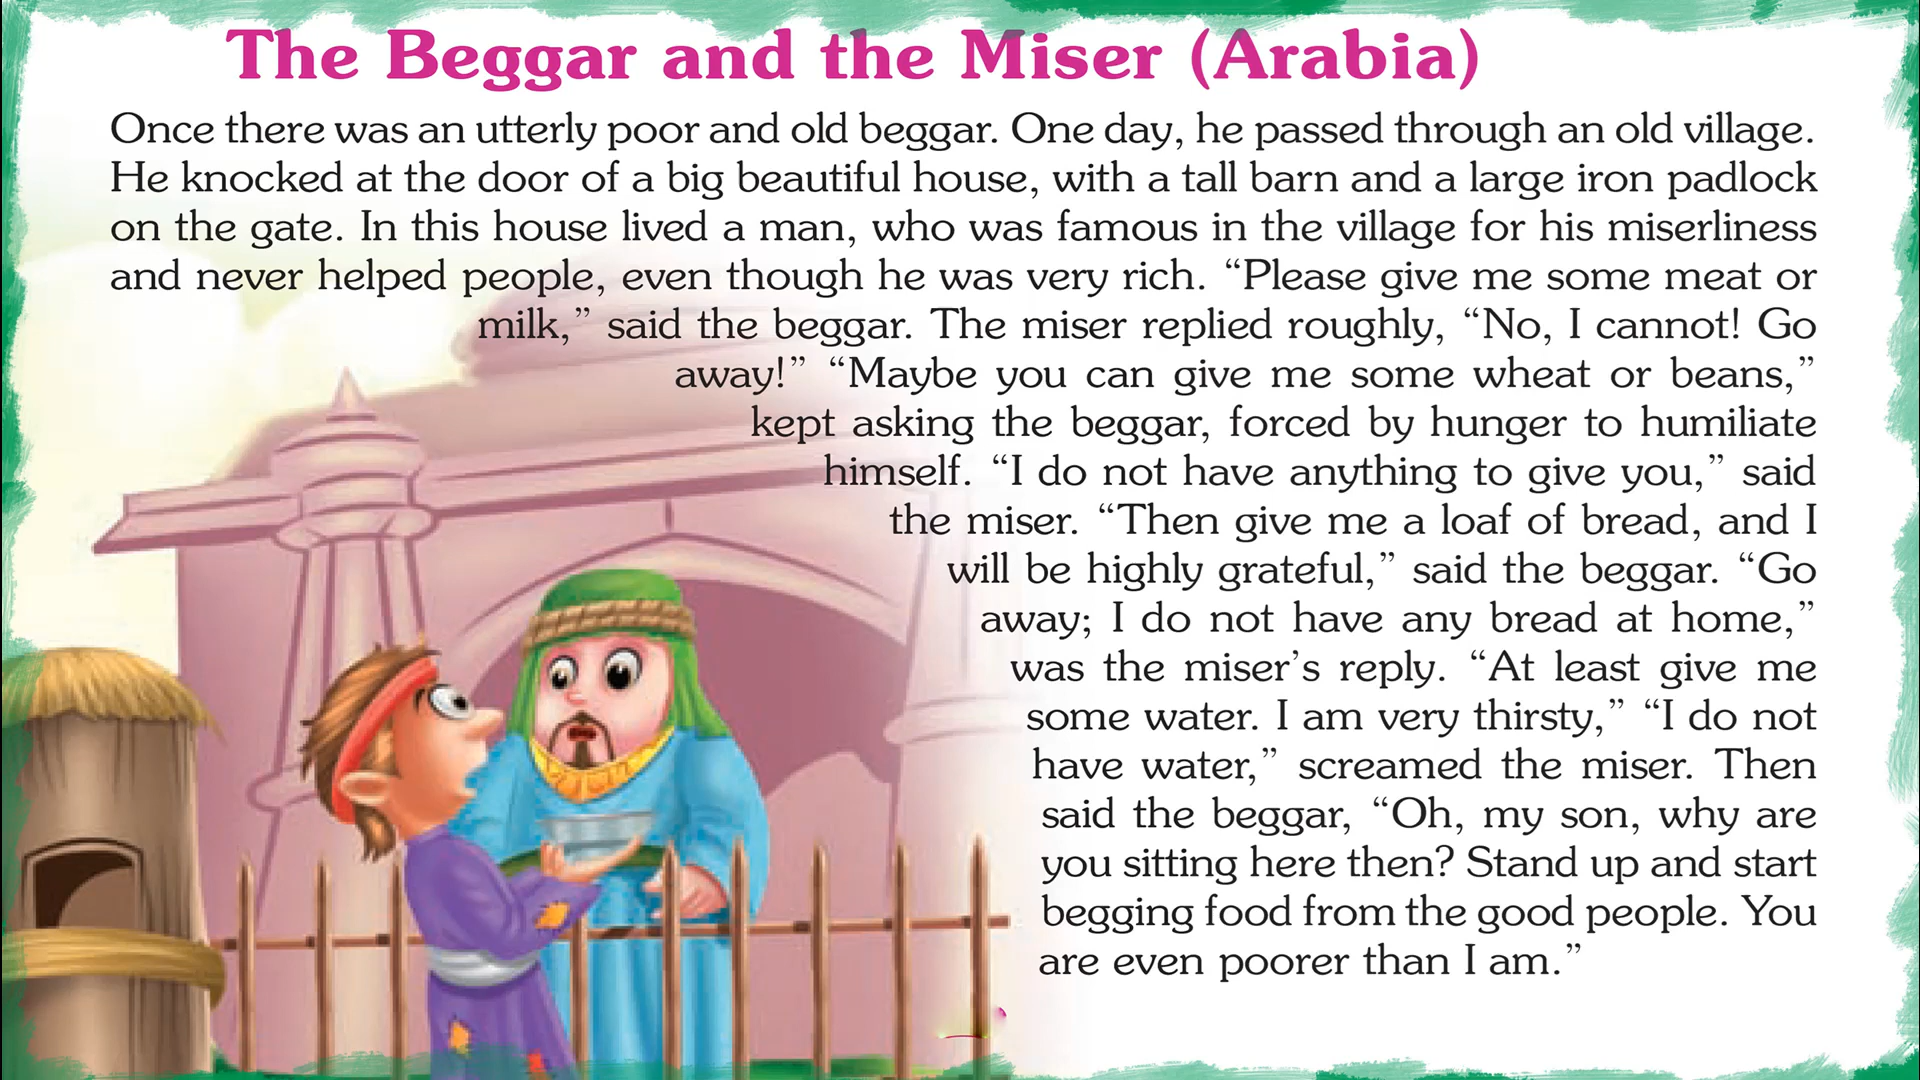 The Beggar and the Miser (Arabia)
Once there was an utterly poor and old beggar. One day, he passed through an old village.
He knocked at the door of a big beautiful house, with a tall barn and a large iron padlock
on the gate. In this house lived a man, who was famous in the village for his miserliness
and never helped people, even though he was very rich. “Please give me some meat or
milk,” said the beggar. The miser replied roughly, “No, I cannot! Go
away!” “Maybe you can give me some wheat or beans,”
kept asking the beggar, forced by hunger to humiliate
himself. “I do not have anything to give you,” said
the miser. “Then give me a loaf of bread, and I
will be highly grateful,” said the beggar. “Go
away; I do not have any bread at home,”
was the miser’s reply. “At least give me
some water. I am very thirsty,” “I do not
have water,” screamed the miser. Then
said the beggar, “Oh, my son, why are
you sitting here then? Stand up and start
begging food from the good people. You
are even poorer than I am.”